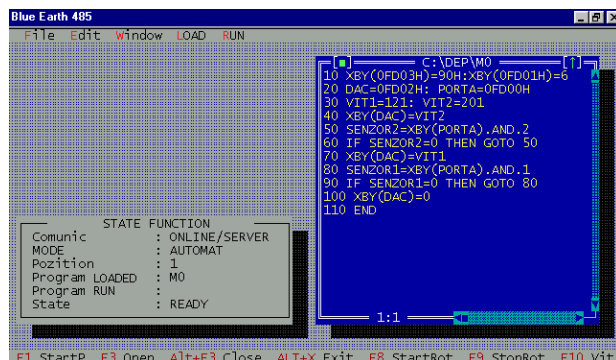 Blue Earth 485
File Edit Window LOAD RUN
C:\DEP\M0
10 XBY(0FD03H)=90H:XBY(0FD01H)=6
20 DAC=0FD02H: PORTA=0FD00H
30 VIT1=121: VIT2=201
40 XBY(DAC)=VIT2
50 SENZOR2=XBY(PORTA).AND.2
60 IF SENZOR2=0 THEN GOTO 50
70 XBY(DAC)=VIT1
80 SENZOR1=XBY(PORTA).AND.1
90 IF SENZOR1=0 THEN GOTO 80
100 XBY(DAC)=0
110 END
1:1
STATE FUNCTION
Comunic : ONLINE/SERVER
MODE : AUTOMAT
Pozition : 1
Program LOADED : M0
Program RUN :
State : READY
F1 StartP F3 Open Alt+F3 Close ALT+X Exit F8 StartRot F9 StopRot F10 Vit